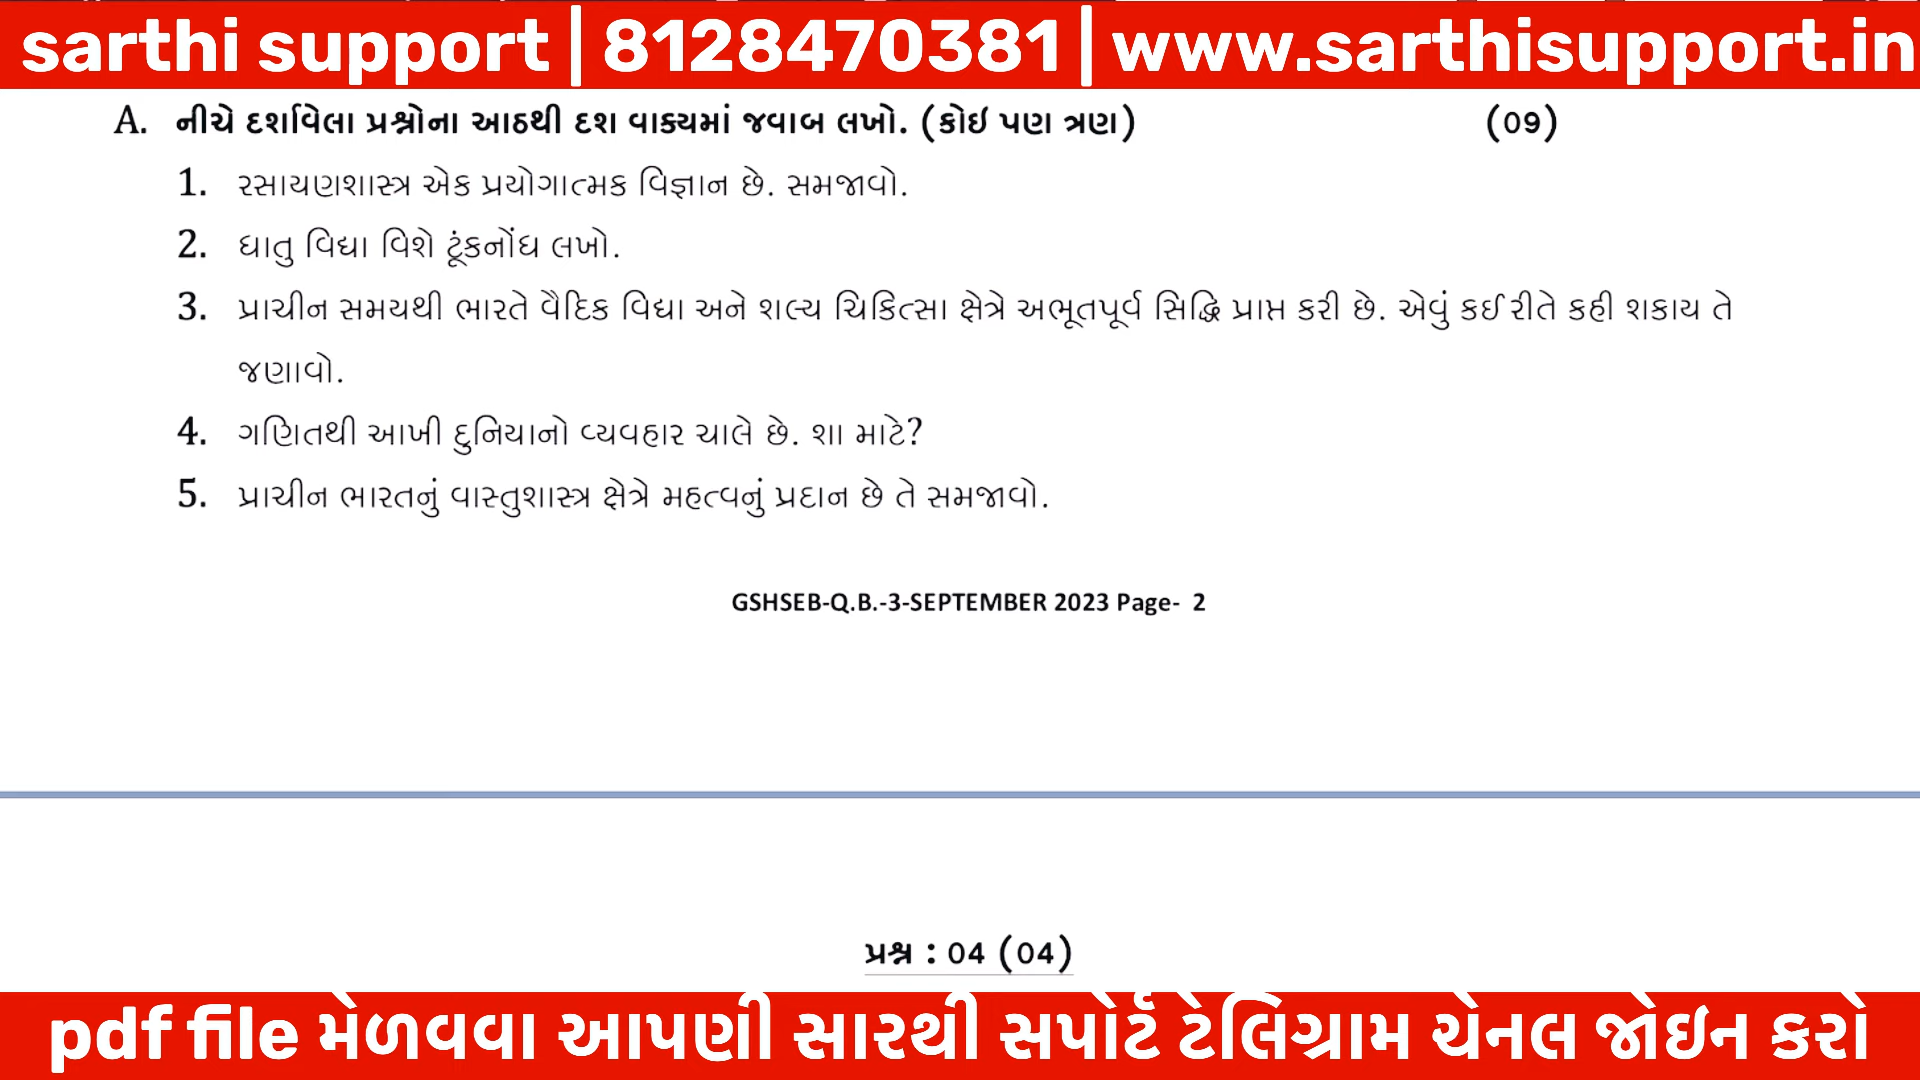 sarthi support | 8128470381 | www.sarthisupport.in
A. નીચે દર્શાવેલા પ્રશ્નોના આઠથી દશ વાક્યમાં જવાબ લખો. (કોઇ પણ ત્રણ) (09)
1. રસાયણશાસ્ત્ર એક પ્રયોગાત્મક વિજ્ઞાન છે. સમજાવો.
2. ધાતુ વિદ્યા વિશે ટૂંકનોંધ લખો.
3. પ્રાચીન સમયથી ભારતે વૈદિક વિદ્યા અને શલ્ય ચિકિત્સા ક્ષેત્રે અભૂતપૂર્વ સિદ્ધિ પ્રાપ્ત કરી છે. એવું કઈ રીતે કહી શકાય તે
જણાવો.
4. ગણિતથી આખી દુનિયાનો વ્યવહાર ચાલે છે. શા માટે?
5. પ્રાચીન ભારતનું વાસ્તુશાસ્ત્ર ક્ષેત્રે મહત્વનું પ્રદાન છે તે સમજાવો.
GSHSEB-Q.B.-3-SEPTEMBER 2023 Page- 2
પ્રશ્ન : 04 (04)
pdf file મેળવવા આપણી સારથી સપોર્ટ ટેલિગ્રામ ચેનલ જોઇન કરો